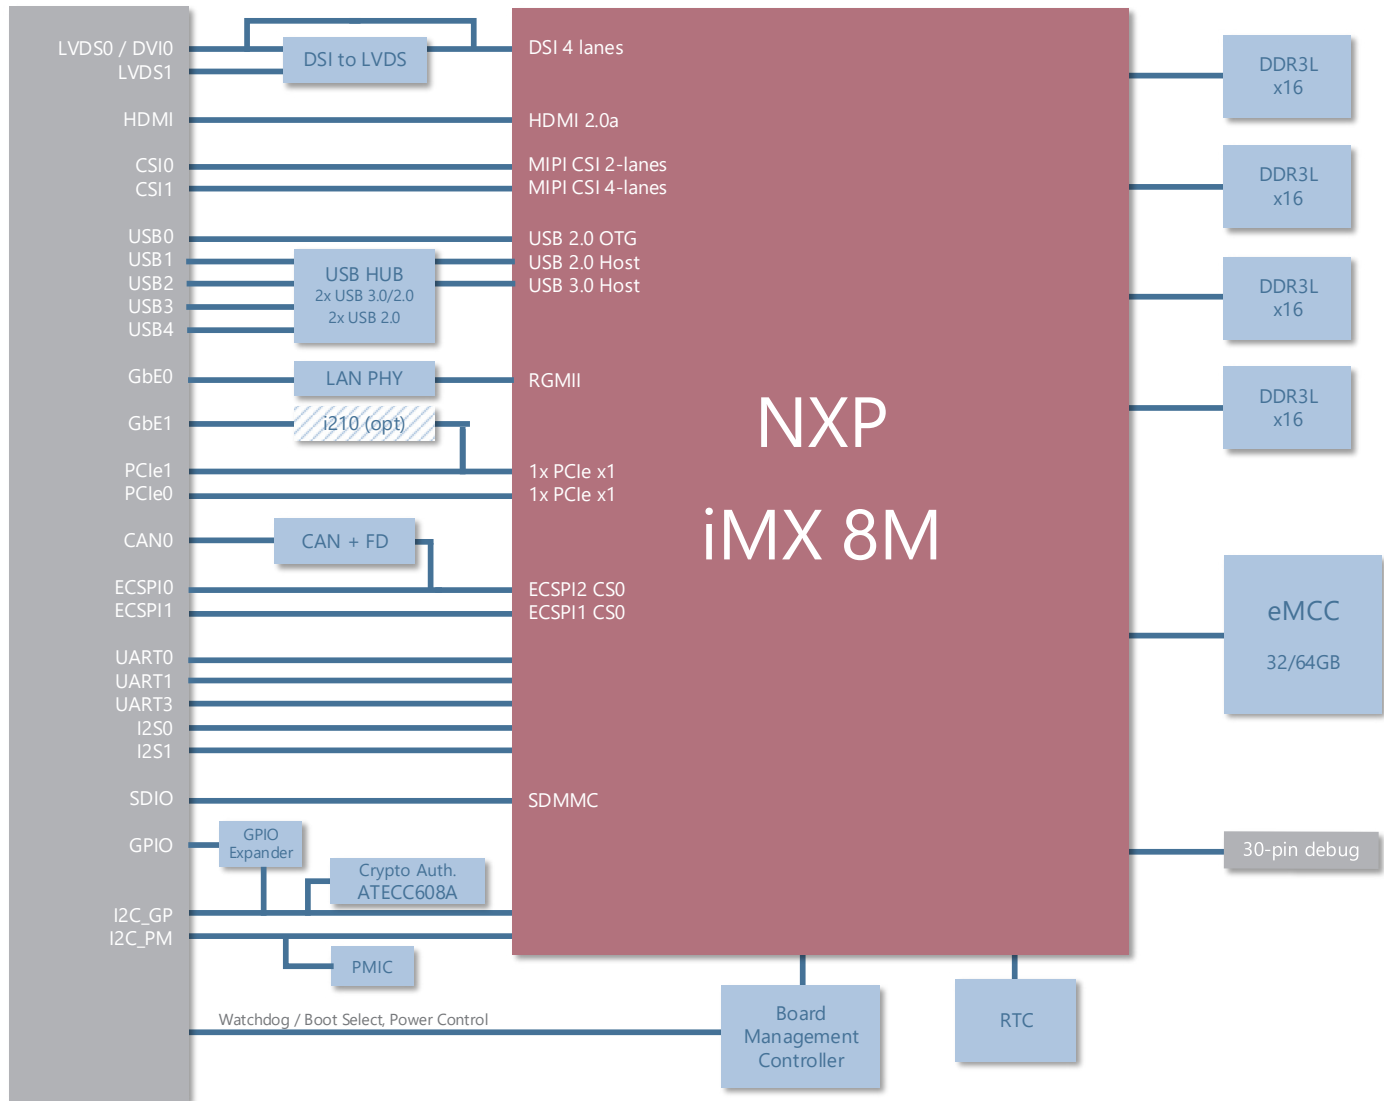 LVDS0 / DVI0
LVDS1
HDMI
CSI0
CSI1
USB0
USB1
USB2
USB3
USB4
GbE0
GbE1
PCIe1
PCIe0
CAN0
ECSPI0
ECSPI1
UART0
UART1
UART3
I2S0
I2S1
SDIO
GPIO
I2C_GP
I2C_PM
DSI to LVDS
USB HUB
2x USB 3.0/2.0
2x USB 2.0
LAN PHY
i210 (opt)
CAN + FD
GPIO
Expander
Crypto Auth.
ATECC608A
PMIC
Watchdog / Boot Select, Power Control
DSI 4 lanes
HDMI 2.0a
MIPI CSI 2-lanes
MIPI CSI 4-lanes
USB 2.0 OTG
USB 2.0 Host
USB 3.0 Host
RGMII
1x PCIe x1
1x PCIe x1
ECSPI2 CS0
ECSPI1 CS0
SDMMC
NXP
iMX 8M
Board
Management
Controller
RTC
DDR3L
x16
DDR3L
x16
DDR3L
x16
DDR3L
x16
eMCC
32/64GB
30-pin debug